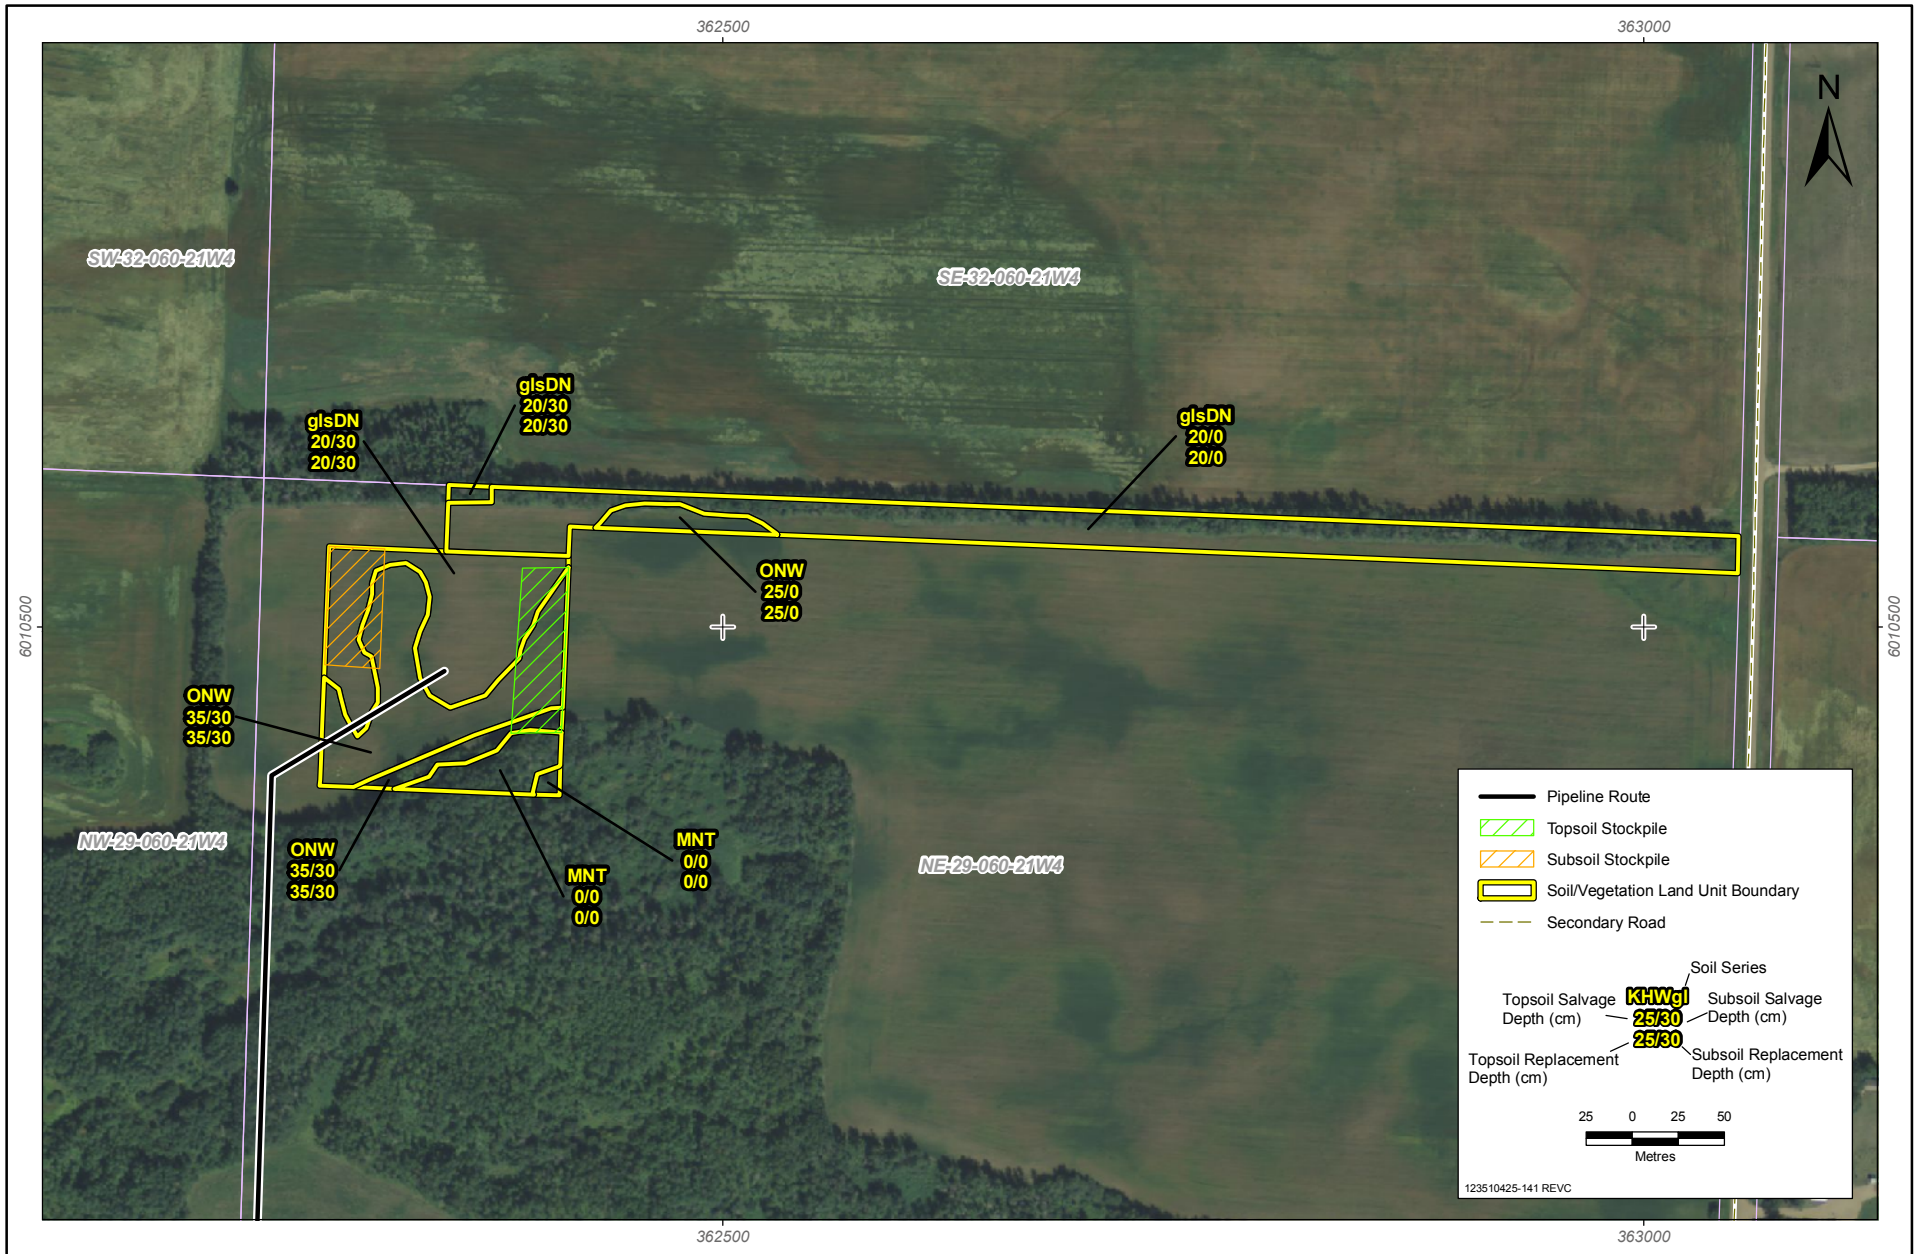 362500
363000
N
SW-32-060-21W4
SE-32-060-21W4
glsDN
20/30
20/30
glsDN
20/30
20/30
glsDN
20/0
20/0
ONW
25/0
25/0
6010500
6010500
ONW
35/30
35/30
NW-29-060-21W4
ONW
35/30
35/30
MNT
0/0
0/0
MNT
0/0
0/0
NE-29-060-21W4
Pipeline Route
Topsoil Stockpile
Subsoil Stockpile
Soil/Vegetation Land Unit Boundary
Secondary Road
Soil Series
Topsoil Salvage
Depth (cm)
KHWgl
25/30
25/30
Subsoil Salvage
Depth (cm)
Topsoil Replacement
Depth (cm)
Subsoil Replacement
Depth (cm)
25 0 25 50
Metres
123510425-141 REVC
362500
363000